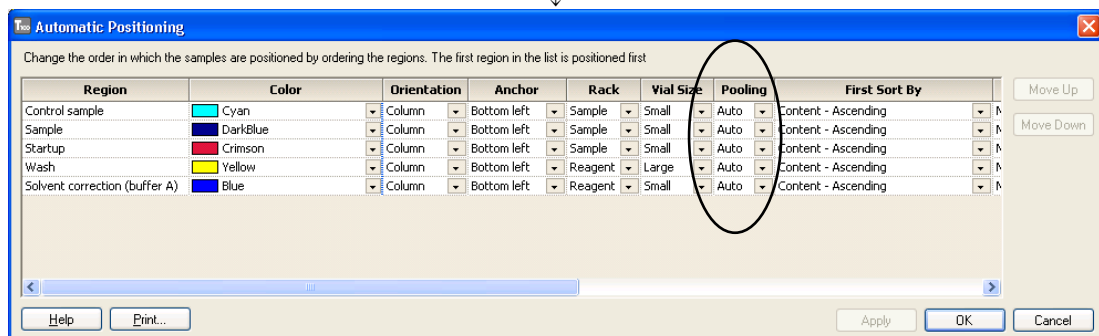 T100 Automatic Positioning
Change the order in which the samples are positioned by ordering the regions. The first region in the list is positioned first
Region Color Orientation Anchor Rack Vial Size Pooling First Sort By
Control sample Cyan Column Bottom left Sample Small Auto Content - Ascending M
Sample DarkBlue Column Bottom left Sample Small Auto Content - Ascending M
Startup Crimson Column Bottom left Sample Small Auto Content - Ascending M
Wash Yellow Column Bottom left Reagent Large Auto Content - Ascending M
Solvent correction (buffer A) Blue Column Bottom left Reagent Small Auto Content - Ascending M
Move Up
Move Down
Help Print... Apply OK Cancel